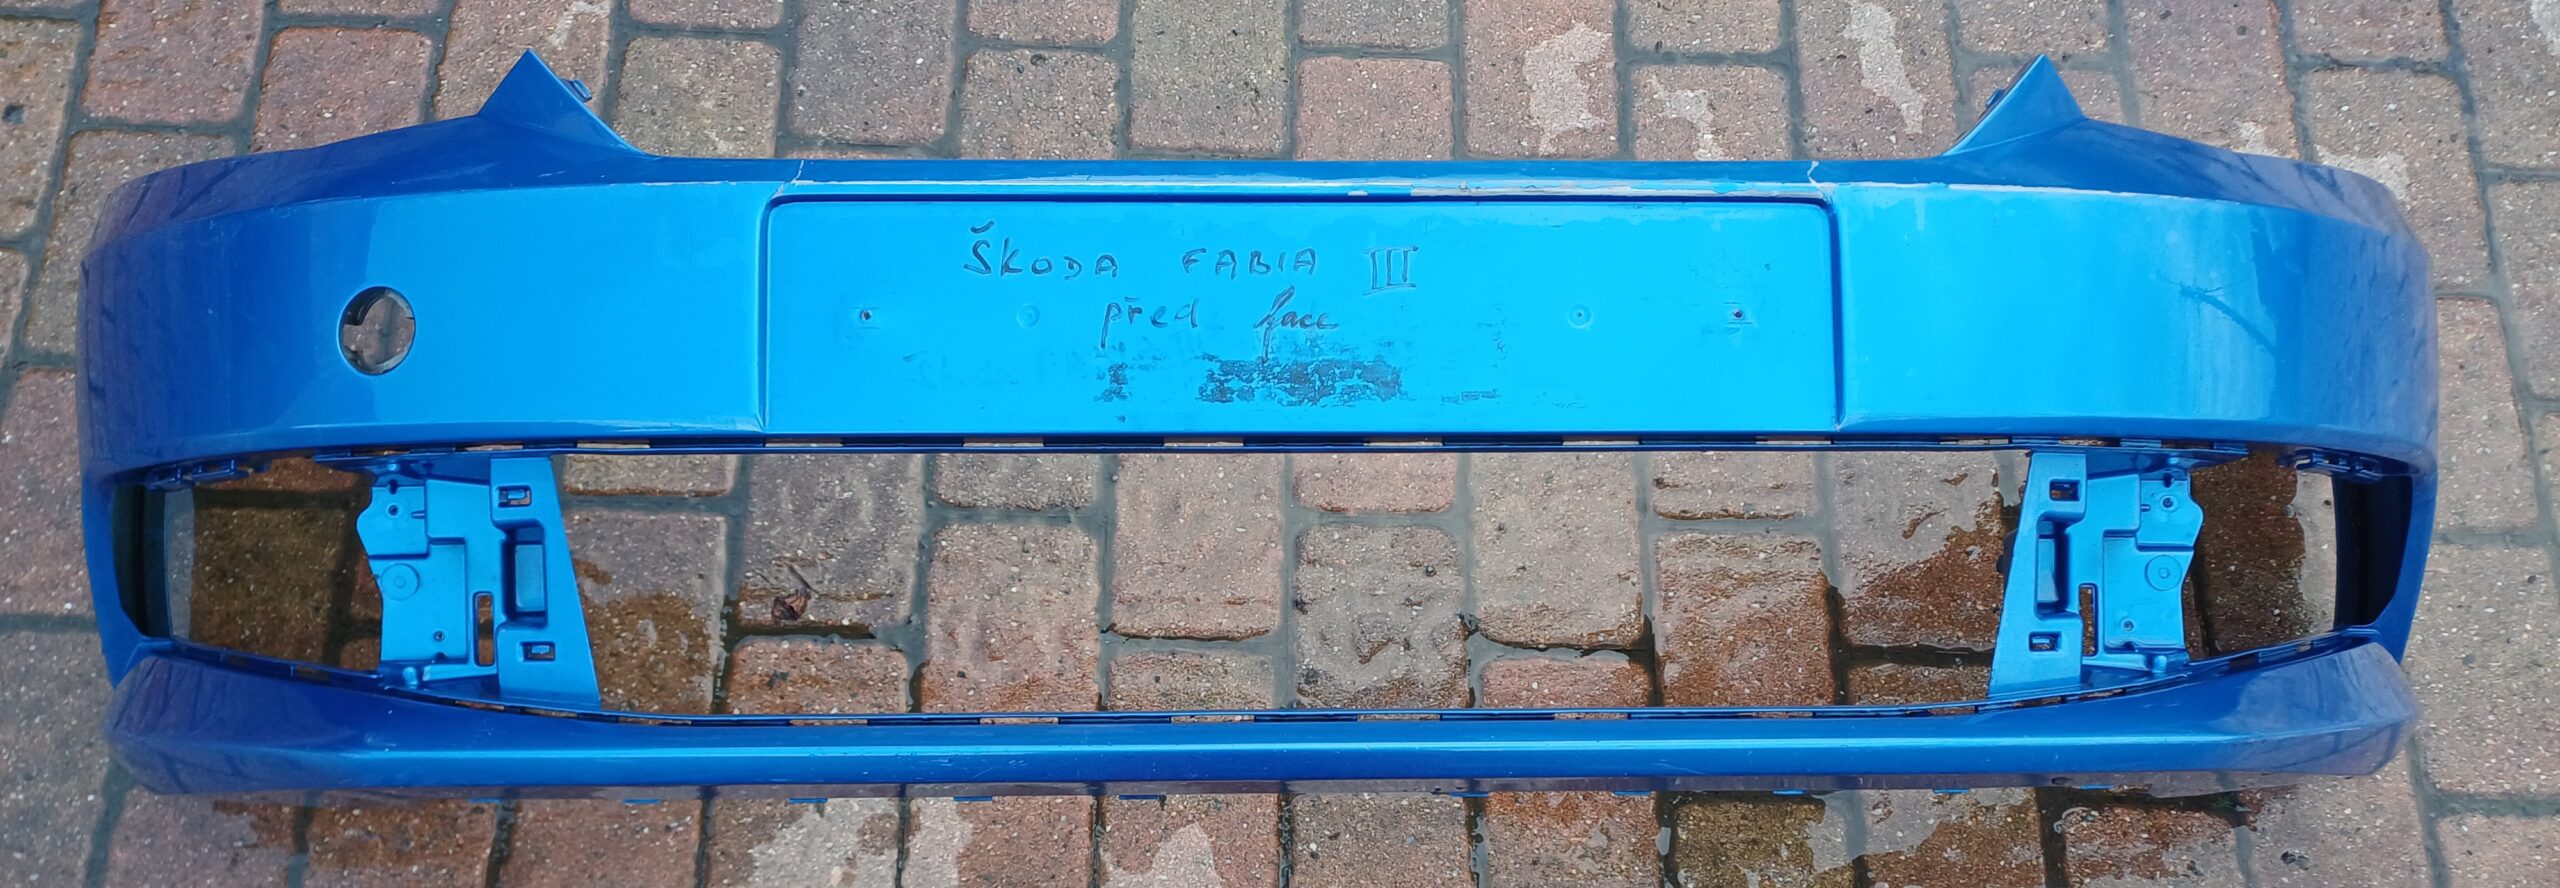 ŠKODA FABIA III
před face